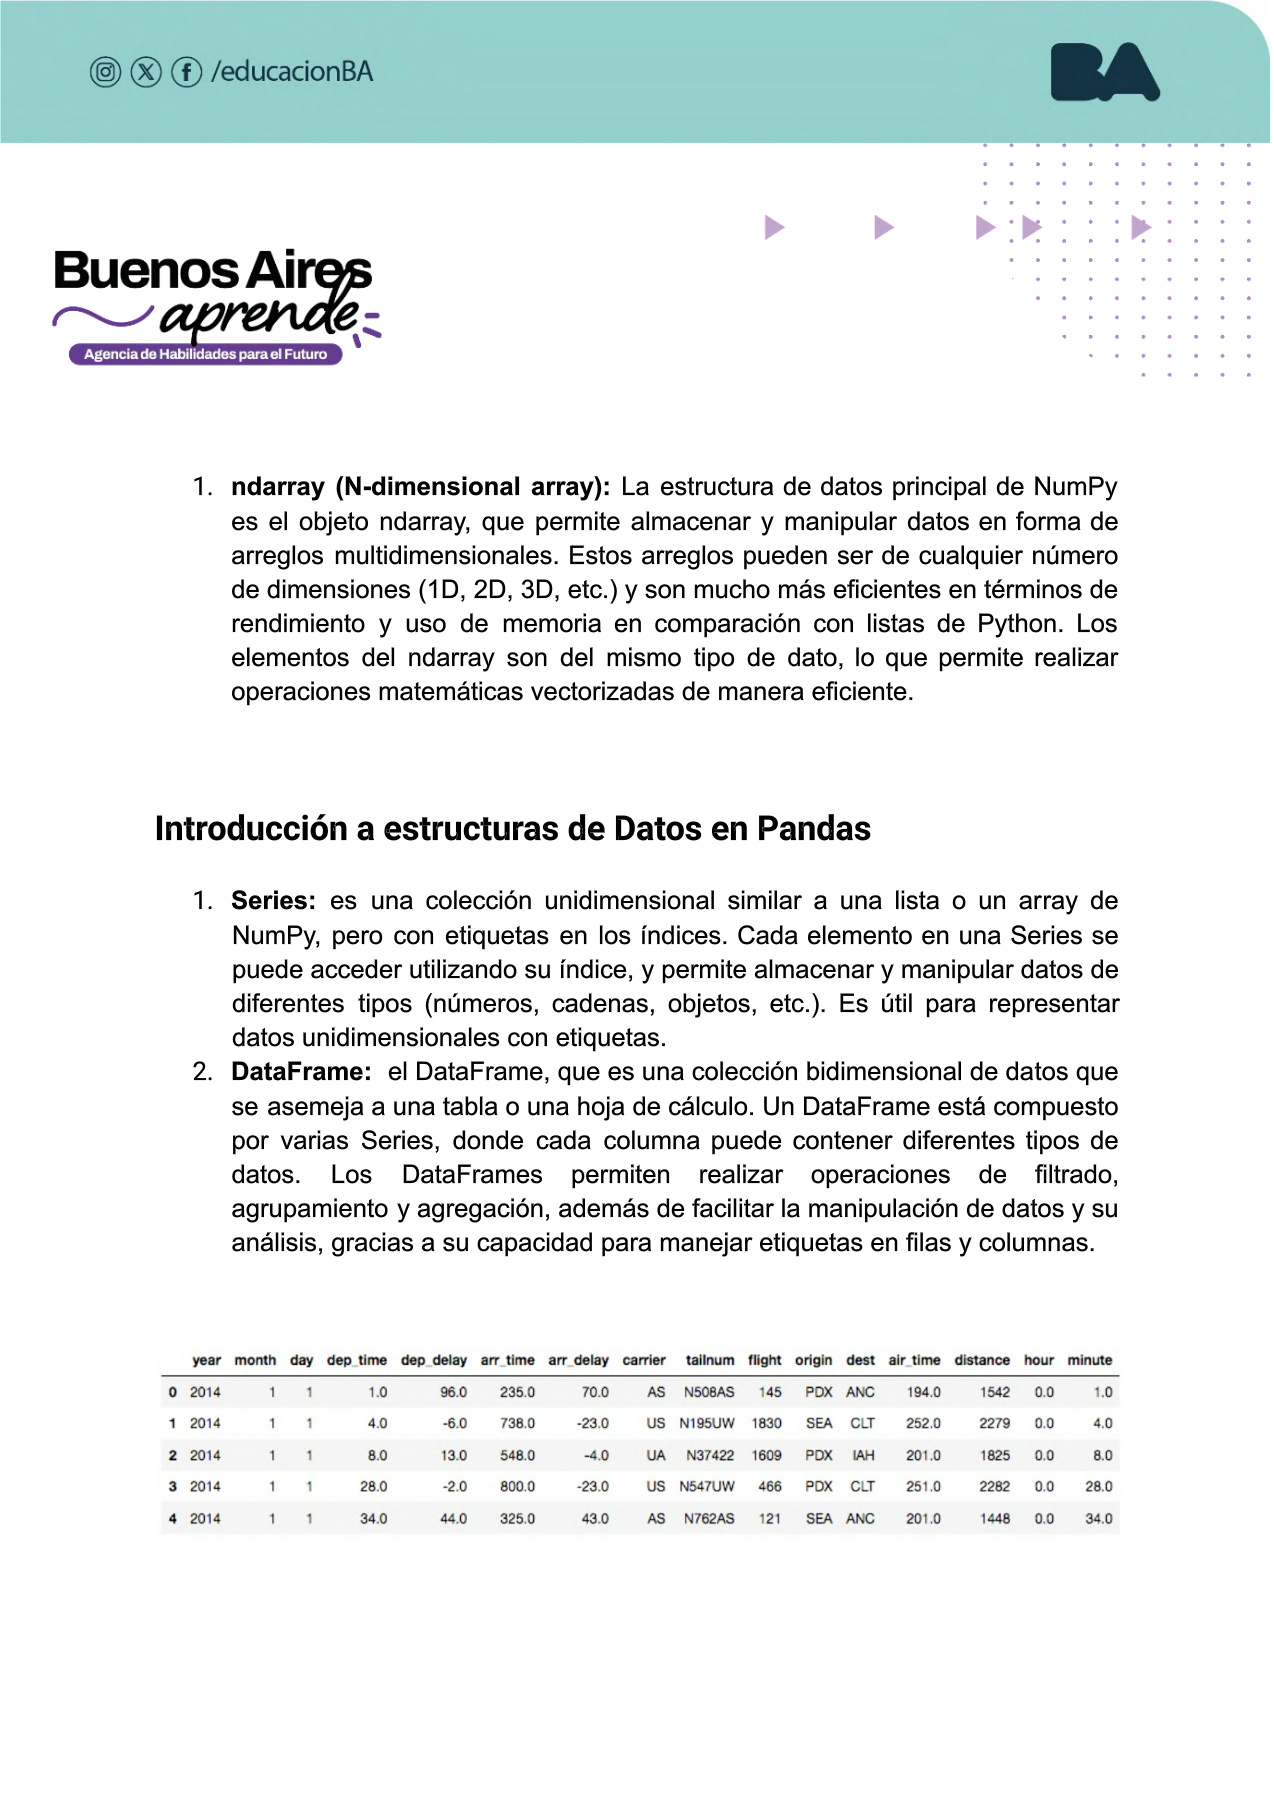 /educacionBA
BA
Buenos Aires
aprende
Agencia de Habilidades para el Futuro
1. ndarray (N-dimensional array): La estructura de datos principal de NumPy
es el objeto ndarray, que permite almacenar y manipular datos en forma de
arreglos multidimensionales. Estos arreglos pueden ser de cualquier número
de dimensiones (1D, 2D, 3D, etc.) y son mucho más eficientes en términos de
rendimiento y uso de memoria en comparación con listas de Python. Los
elementos del ndarray son del mismo tipo de dato, lo que permite realizar
operaciones matemáticas vectorizadas de manera eficiente.
Introducción a estructuras de Datos en Pandas
1. Series: es una colección unidimensional similar a una lista o un array de
NumPy, pero con etiquetas en los índices. Cada elemento en una Series se
puede acceder utilizando su índice, y permite almacenar y manipular datos de
diferentes tipos (números, cadenas, objetos, etc.). Es útil para representar
datos unidimensionales con etiquetas.
2. DataFrame: el DataFrame, que es una colección bidimensional de datos que
se asemeja a una tabla o una hoja de cálculo. Un DataFrame está compuesto
por varias Series, donde cada columna puede contener diferentes tipos de
datos. Los DataFrames permiten realizar operaciones de filtrado,
agrupamiento y agregación, además de facilitar la manipulación de datos y su
análisis, gracias a su capacidad para manejar etiquetas en filas y columnas.
year month day dep_time dep_delay arr_time arr_delay carrier tailnum flight origin dest air_time distance hour minute
0 2014 1 1 1.0 96.0 235.0 70.0 AS N508AS 145 PDX ANC 194.0 1542 0.0 1.0
1 2014 1 1 4.0 -6.0 738.0 -23.0 US N195UW 1830 SEA CLT 252.0 2279 0.0 4.0
2 2014 1 1 8.0 13.0 548.0 -4.0 UA N37422 1609 PDX IAH 201.0 1825 0.0 8.0
3 2014 1 1 28.0 -2.0 800.0 -23.0 US N547UW 466 PDX CLT 251.0 2282 0.0 28.0
4 2014 1 1 34.0 44.0 325.0 43.0 AS N762AS 121 SEA ANC 201.0 1448 0.0 34.0